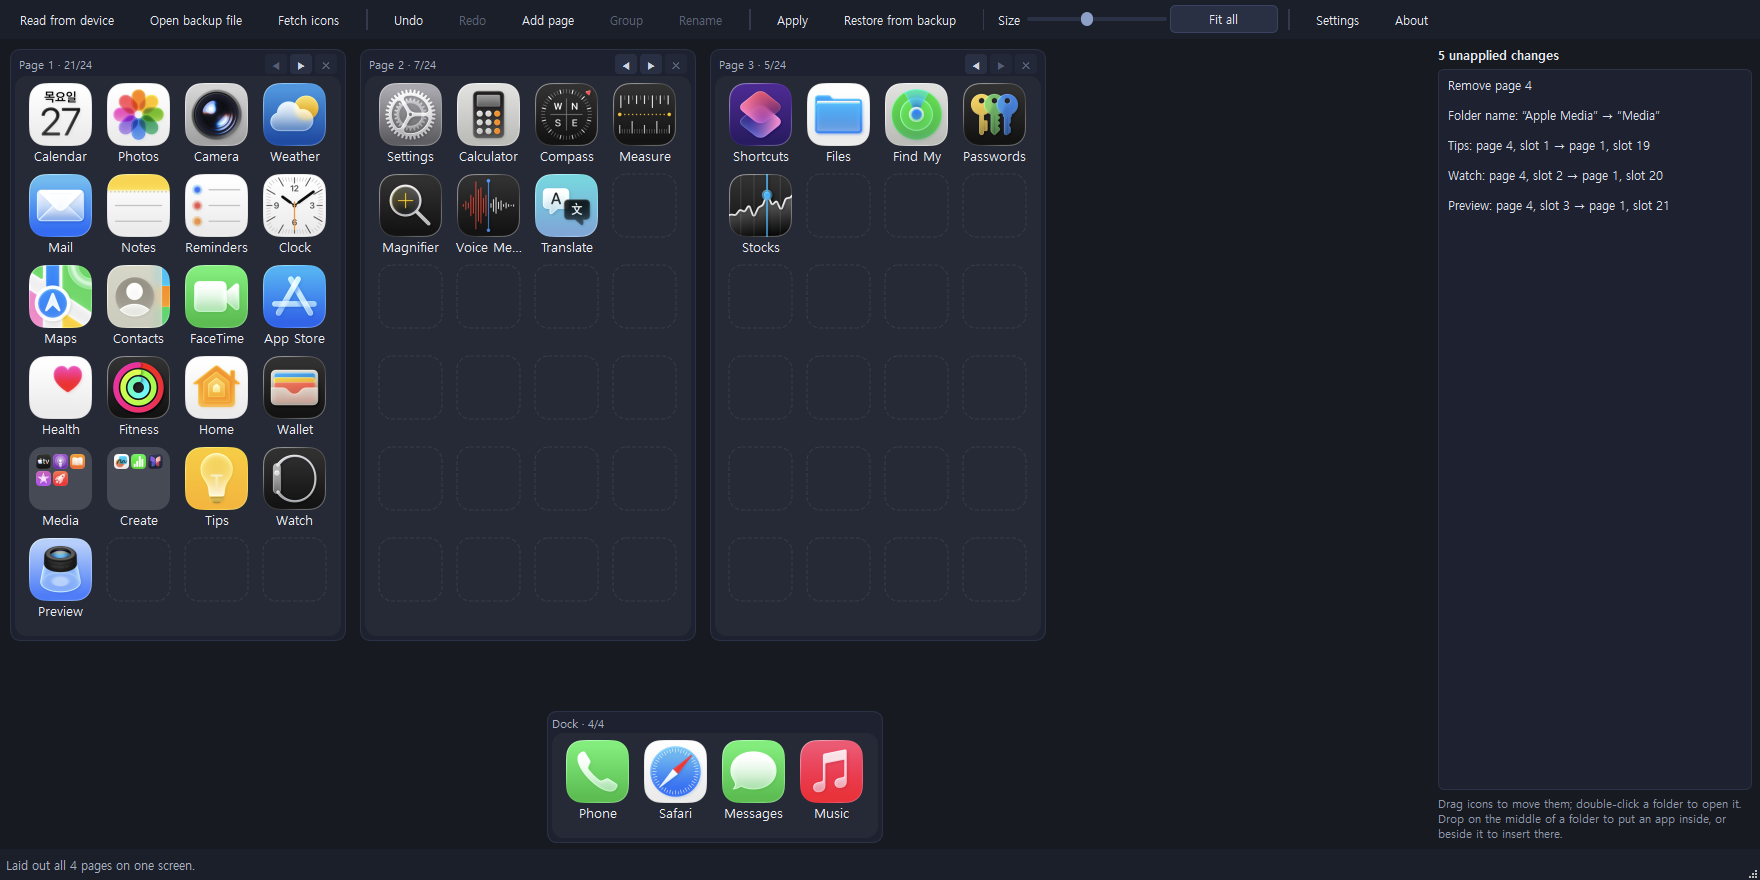 Read from device Open backup file Fetch icons Undo Redo Add page Group Rename Apply Restore from backup Size Fit all Settings About
Page 1 · 21/24
목요일
27
Calendar Photos Camera Weather
Mail Notes Reminders Clock
Maps Contacts FaceTime App Store
Health Fitness Home Wallet
Media Create Tips Watch
Preview
Page 2 · 7/24
Settings Calculator Compass Measure
Magnifier Voice Me... Translate
Page 3 · 5/24
Shortcuts Files Find My Passwords
Stocks
Dock · 4/4
Phone Safari Messages Music
5 unapplied changes
Remove page 4
Folder name: “Apple Media” → “Media”
Tips: page 4, slot 1 → page 1, slot 19
Watch: page 4, slot 2 → page 1, slot 20
Preview: page 4, slot 3 → page 1, slot 21
Drag icons to move them; double-click a folder to open it.
Drop on the middle of a folder to put an app inside, or
beside it to insert there.
Laid out all 4 pages on one screen.